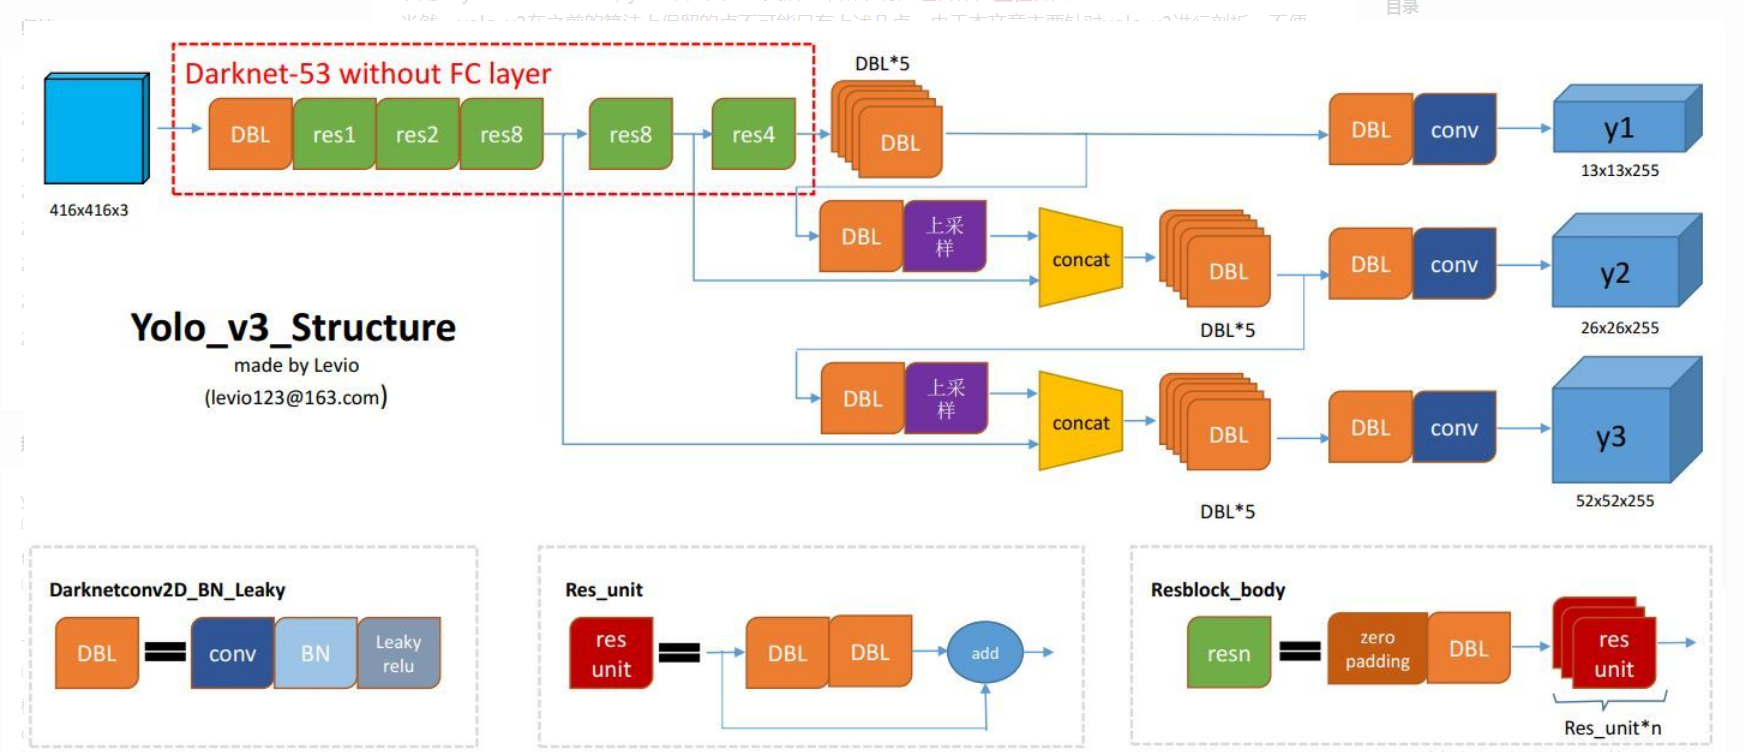 目录
Darknet-53 without FC layer
DBL*5
DBL res1 res2 res8 res8 res4
DBL
DBL conv y1
416x416x3
13x13x255
DBL 上采
样
concat
DBL
DBL conv y2
DBL*5
26x26x255
Yolo_v3_Structure
made by Levio
(levio123@163.com)
DBL 上采
样
concat
DBL
DBL conv y3
DBL*5
52x52x255
Darknetconv2D_BN_Leaky
DBL conv BN Leaky
relu
Res_unit
res
unit
DBL DBL add
Resblock_body
resn
zero
padding
DBL
res
unit
Res_unit*n